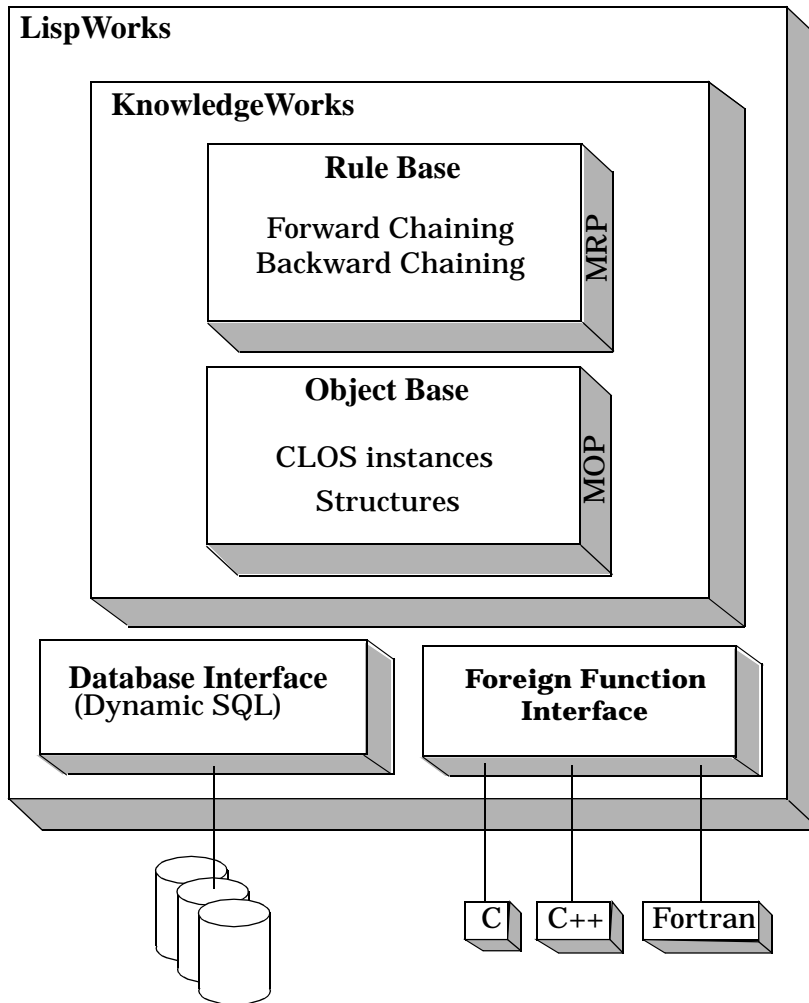 LispWorks
KnowledgeWorks
Rule Base
Forward Chaining
Backward Chaining
MRP
Object Base
CLOS instances
Structures
MOP
Database Interface
(Dynamic SQL)
Foreign Function
Interface
C
C++
Fortran